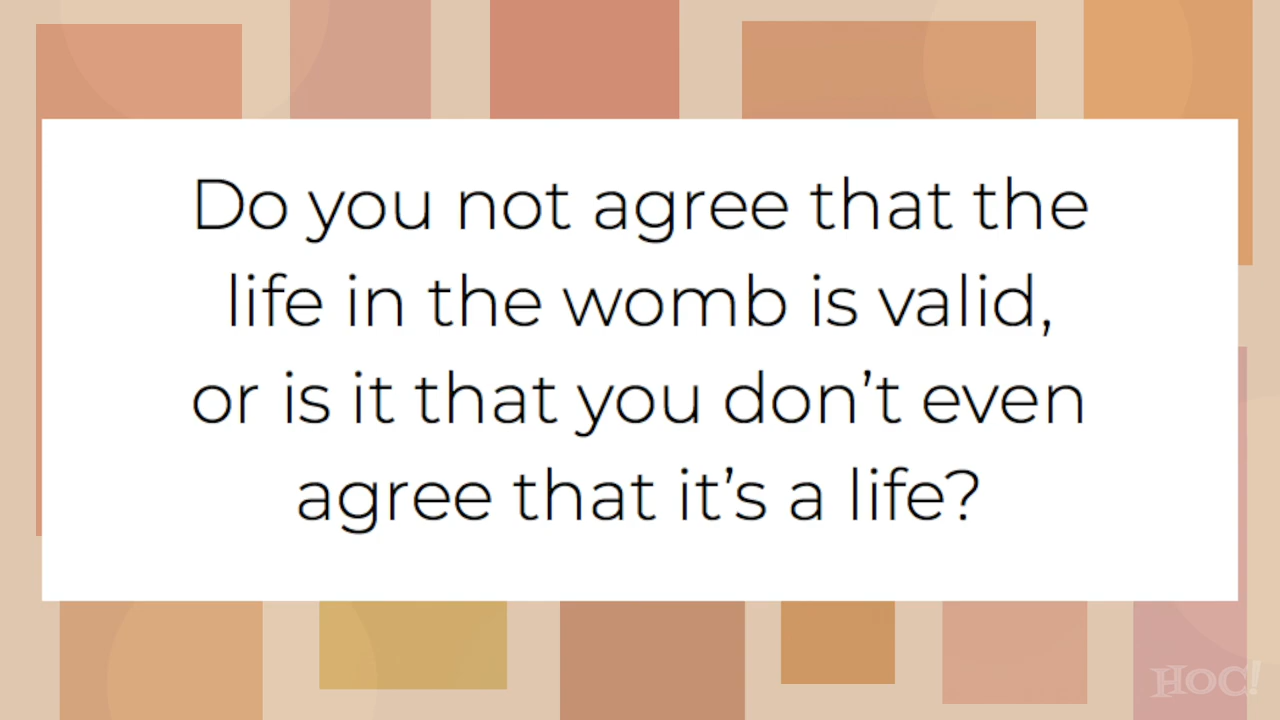 Do you not agree that the
life in the womb is valid,
or is it that you don’t even
agree that it’s a life?
HOC!